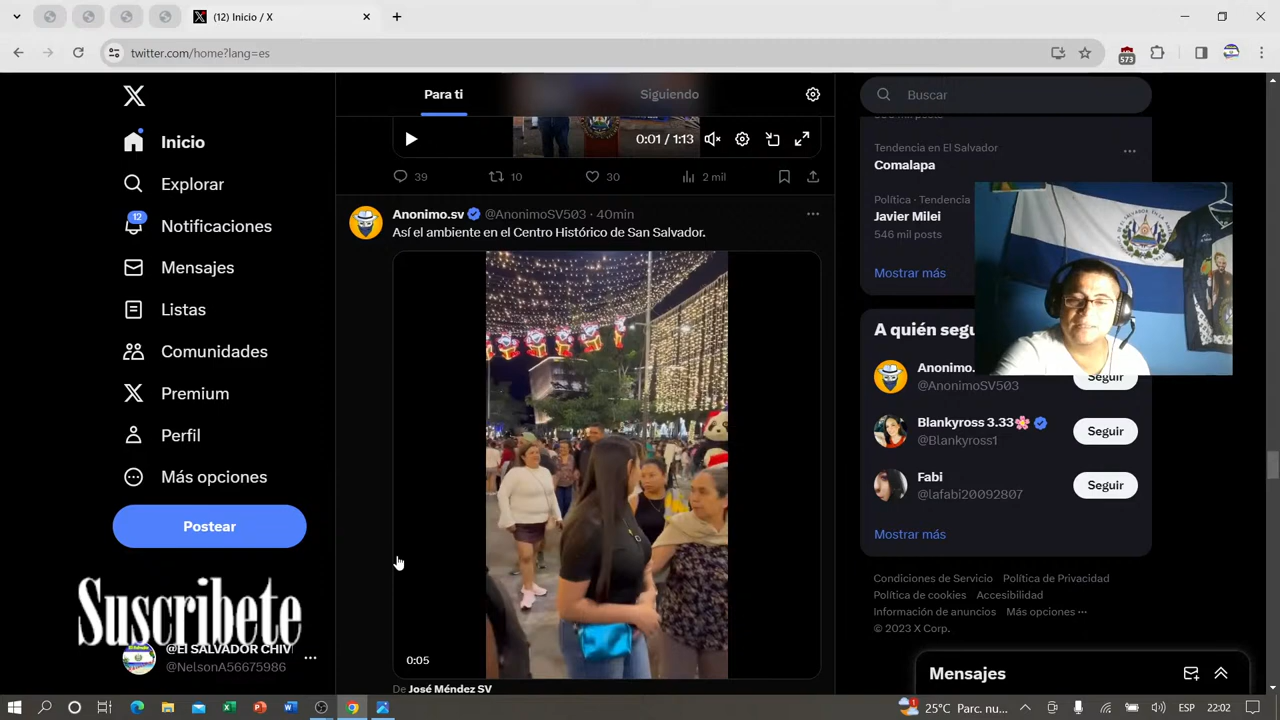 (12) Inicio / X
twitter.com/home?lang=es
573
Para ti
Siguiendo
Buscar
Inicio
Explorar
12
Notificaciones
Mensajes
Listas
Comunidades
Premium
Perfil
Más opciones
Postear
Suscribete
@El SALVADOR CHIV
@NelsonA56675986
0:01 / 1:13
39
10
30
2 mil
Anonimo.sv @AnonimoSV503 · 40min
Así el ambiente en el Centro Histórico de San Salvador.
0:05
De José Méndez SV
Tendencia en El Salvador
Comalapa
Política · Tendencia
Javier Milei
546 mil posts
Mostrar más
A quién segu
Anonimo.
@AnonimoSV503
Seguir
Blankyross 3.33
@Blankyross1
Seguir
Fabi
@lafabi20092807
Seguir
Mostrar más
Condiciones de Servicio Política de Privacidad
Política de cookies Accesibilidad
Información de anuncios Más opciones ···
© 2023 X Corp.
Mensajes
1
25°C Parc. nu...
ESP
22:02